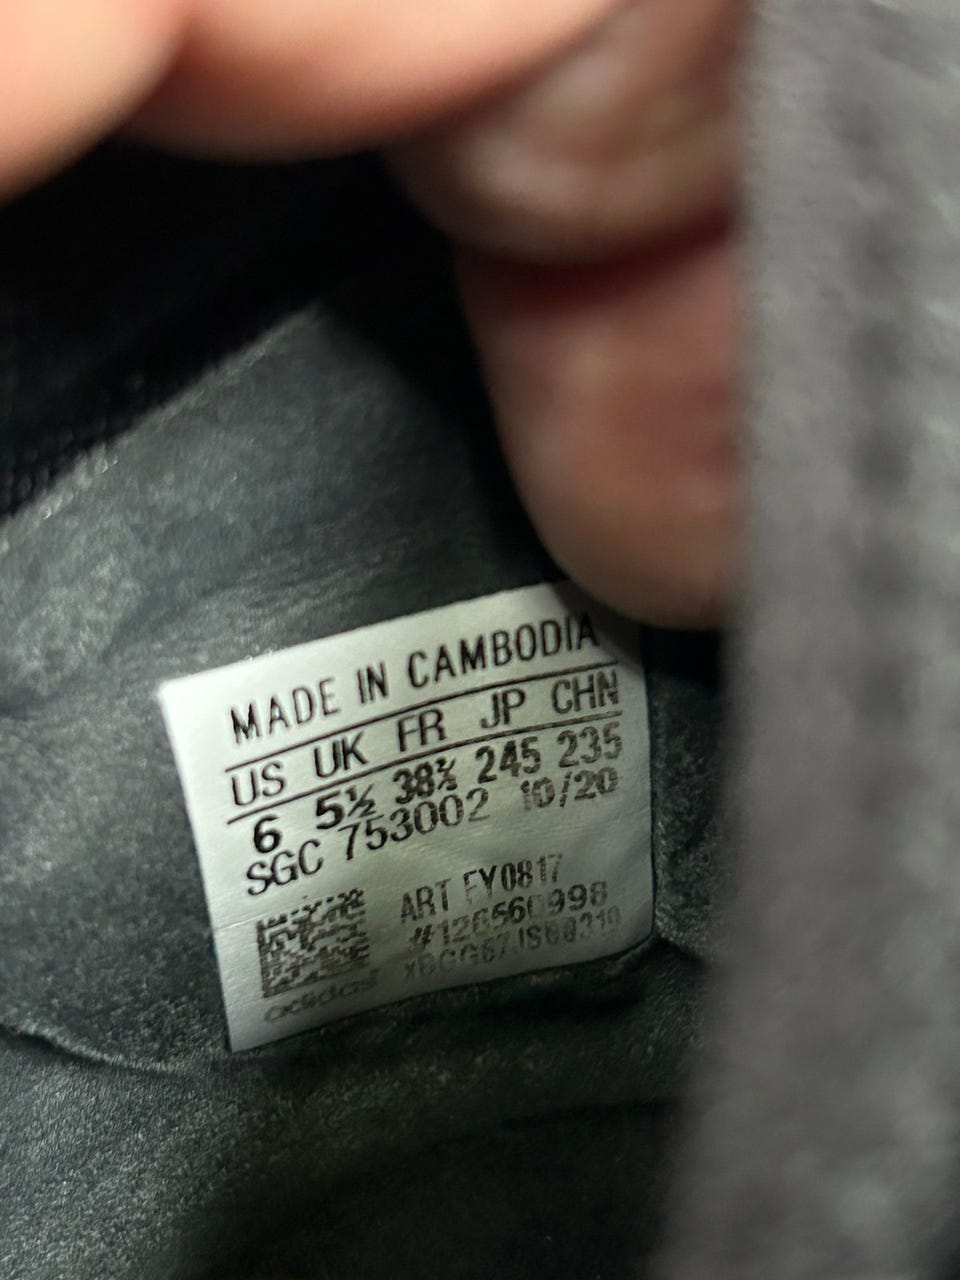 MADE IN CAMBODIA
US UK FR JP CHN
6 5½ 38⅔ 245 235
SGC 753002 10/20
ART FY0817
#126560998
adidas